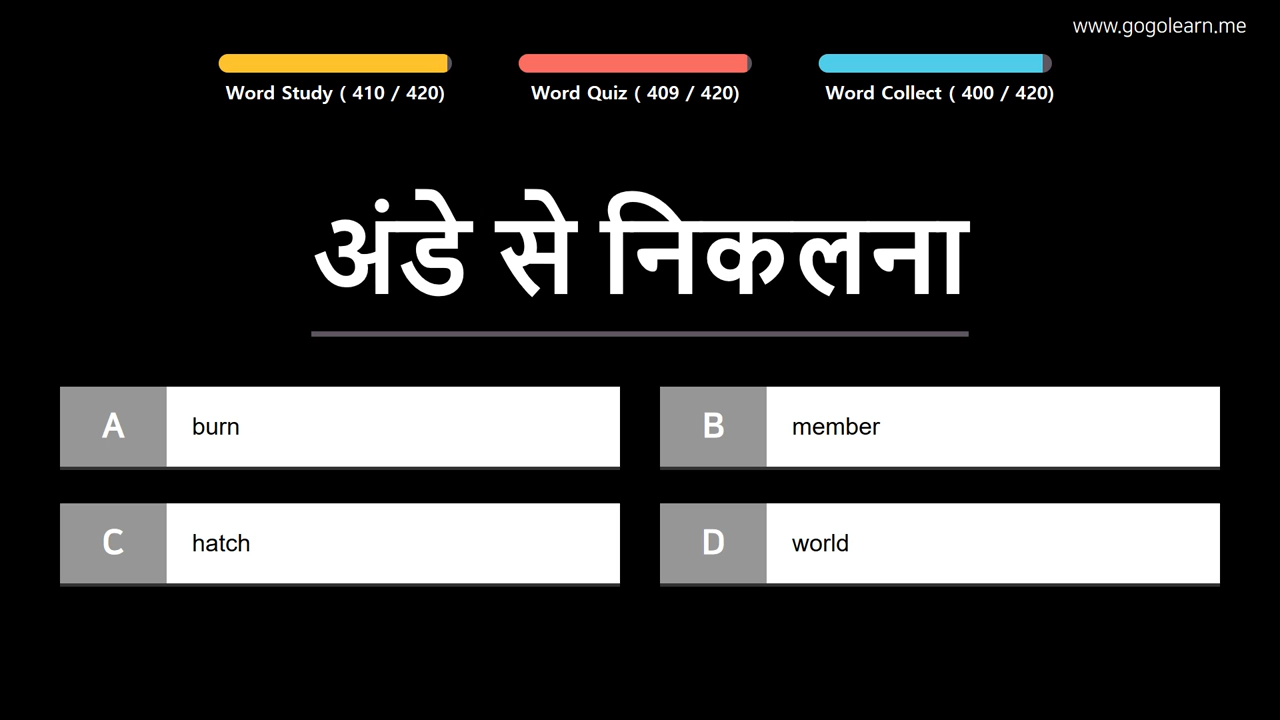 www.gogolearn.me
Word Study ( 410 / 420)
Word Quiz ( 409 / 420)
Word Collect ( 400 / 420)
अंडे से निकलना
A burn
B member
C hatch
D world